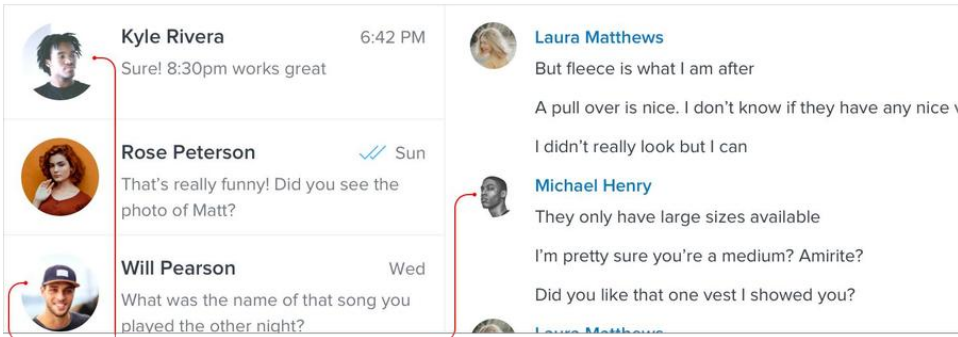 Kyle Rivera
6:42 PM
Sure! 8:30pm works great
Rose Peterson
Sun
That's really funny! Did you see the
photo of Matt?
Will Pearson
Wed
What was the name of that song you
played the other night?
Laura Matthews
But fleece is what I am after
A pull over is nice. I don't know if they have any nice
I didn't really look but I can
Michael Henry
They only have large sizes available
I'm pretty sure you're a medium? Amirite?
Did you like that one vest I showed you?
Laura Matthews